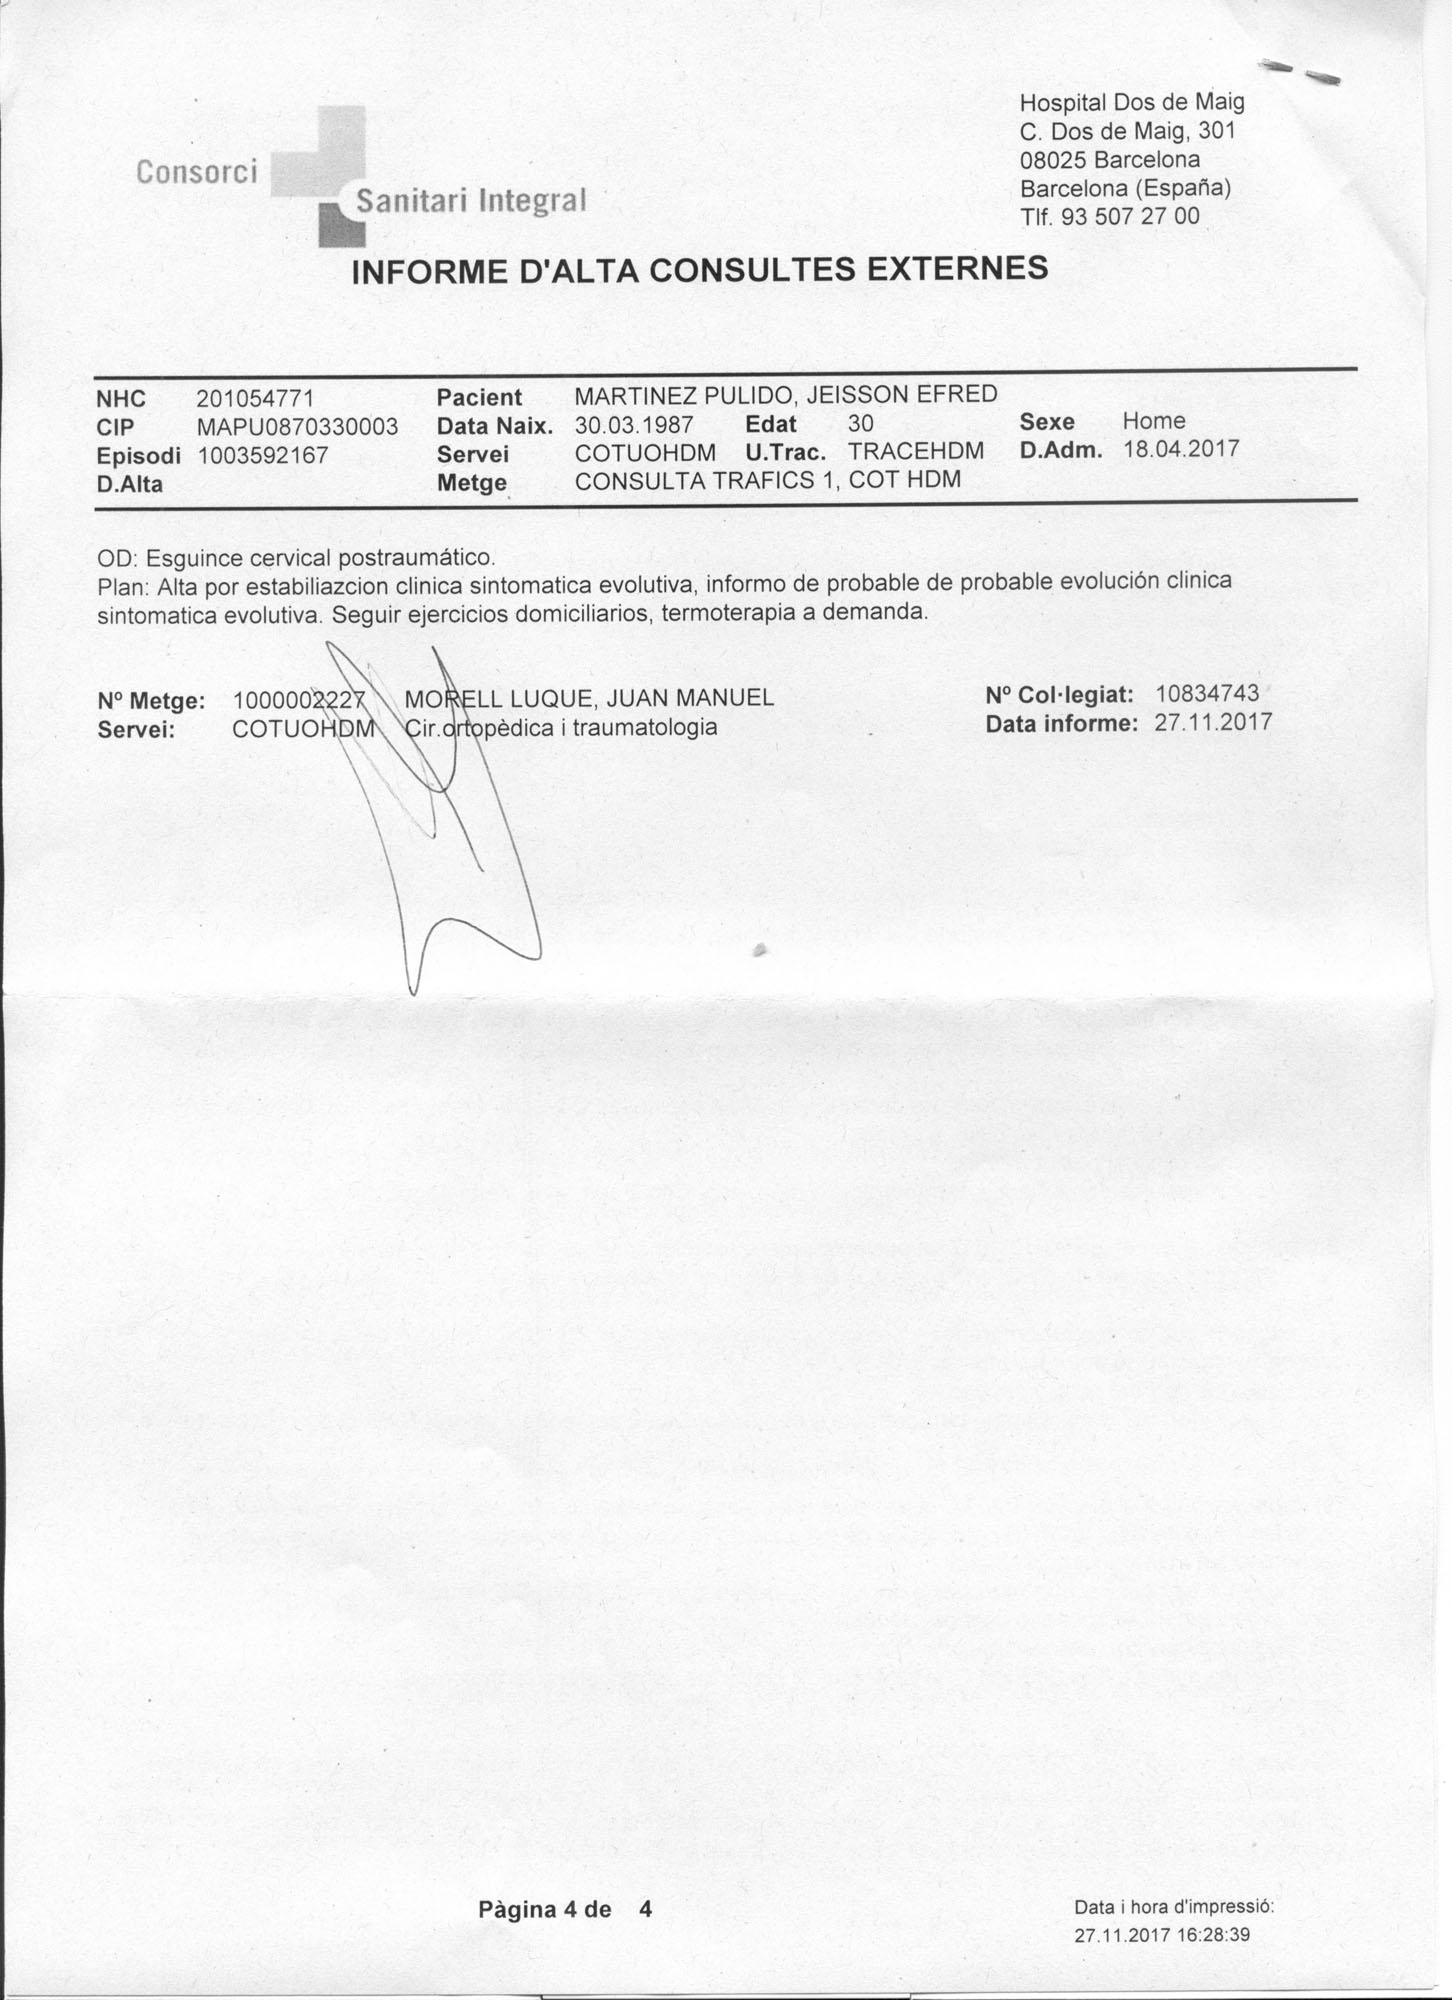 Consorci
Sanitari Integral
Hospital Dos de Maig
C. Dos de Maig, 301
08025 Barcelona
Barcelona (España)
Tlf. 93 507 27 00
INFORME D'ALTA CONSULTES EXTERNES
NHC 201054771 Pacient MARTINEZ PULIDO, JEISSON EFRED
CIP MAPU0870330003 Data Naix. 30.03.1987 Edat 30 Sexe Home
Episodi 1003592167 Servei COTUOHDM U.Trac. TRACEHDM D.Adm. 18.04.2017
D.Alta Metge CONSULTA TRAFICS 1, COT HDM
OD: Esguince cervical postraumático.
Plan: Alta por estabiliazcion clinica sintomatica evolutiva, informo de probable de probable evolución clinica
sintomatica evolutiva. Seguir ejercicios domiciliarios, termoterapia a demanda.
Nº Metge: 1000002227 MORELL LUQUE, JUAN MANUEL Nº Col·legiat: 10834743
Servei: COTUOHDM Cir.ortopèdica i traumatologia Data informe: 27.11.2017
Pàgina 4 de 4
Data i hora d'impressió:
27.11.2017 16:28:39